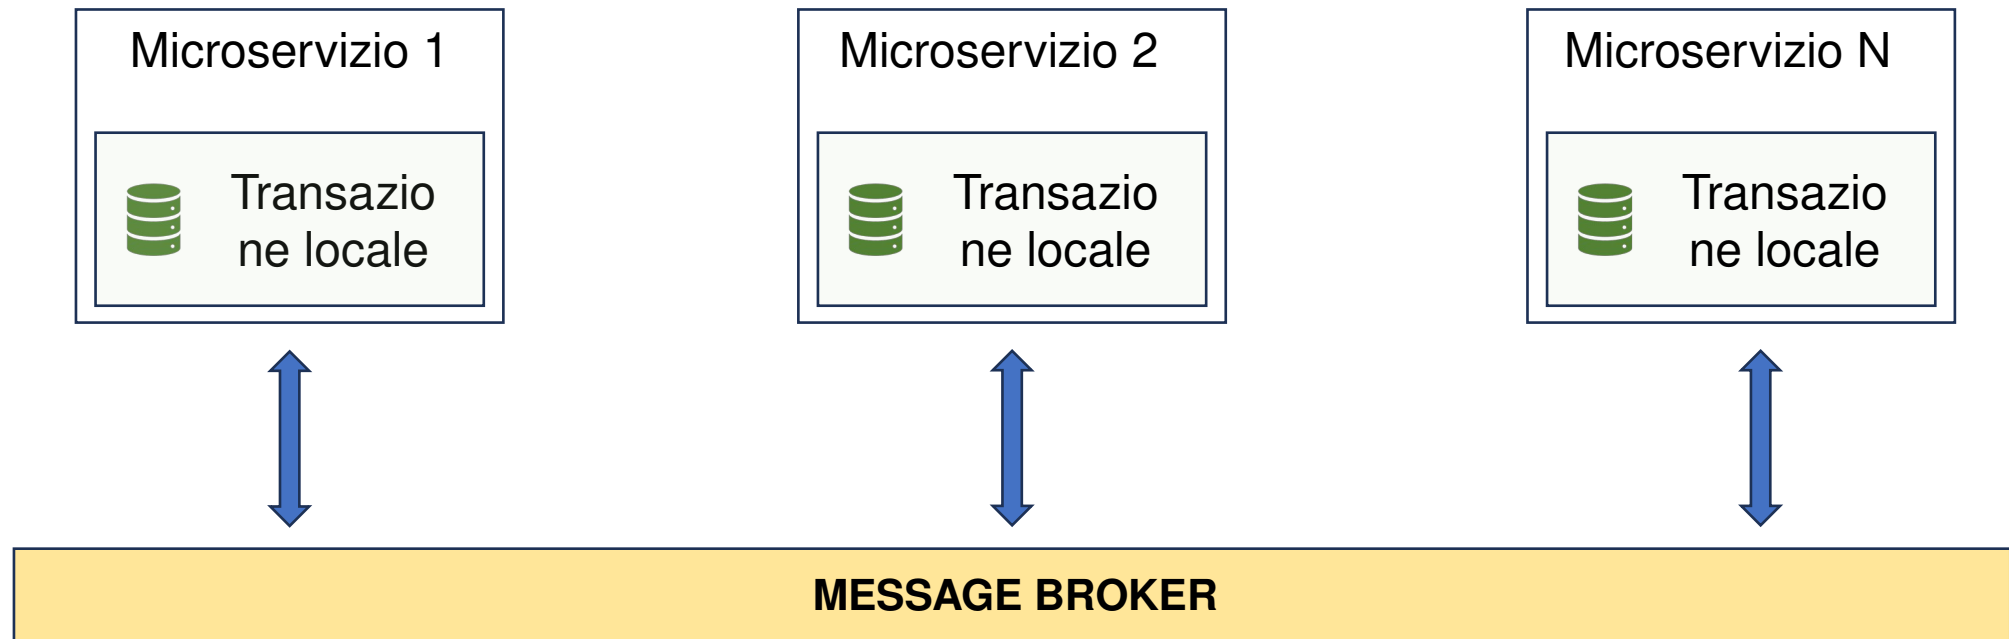 Microservizio 1
Microservizio 2
Microservizio N
Transazio
ne locale
Transazio
ne locale
Transazio
ne locale
MESSAGE BROKER